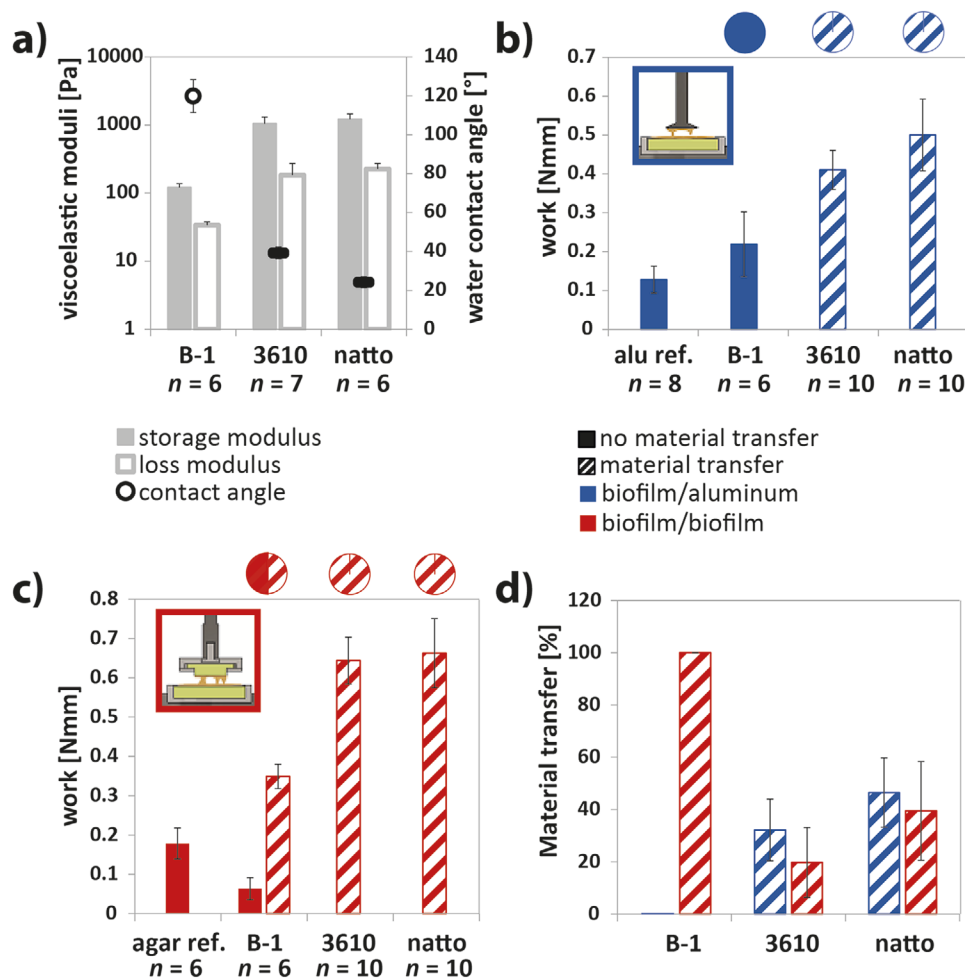 a)
10000
1000
100
10
1
viscoelastic moduli [Pa]
140
120
100
80
60
40
20
0
water contact angle [°]
B-1
3610
natto
n = 6
n = 7
n = 6
storage modulus
loss modulus
contact angle
b)
0.7
0.6
0.5
0.4
0.3
0.2
0.1
0
work [Nmm]
alu ref.
B-1
3610
natto
n = 8
n = 6
n = 10
n = 10
no material transfer
material transfer
biofilm/aluminum
biofilm/biofilm
c)
0.8
0.7
0.6
0.5
0.4
0.3
0.2
0.1
0
work [Nmm]
agar ref.
B-1
3610
natto
n = 6
n = 6
n = 10
n = 10
d)
120
100
80
60
40
20
0
Material transfer [%]
B-1
3610
natto